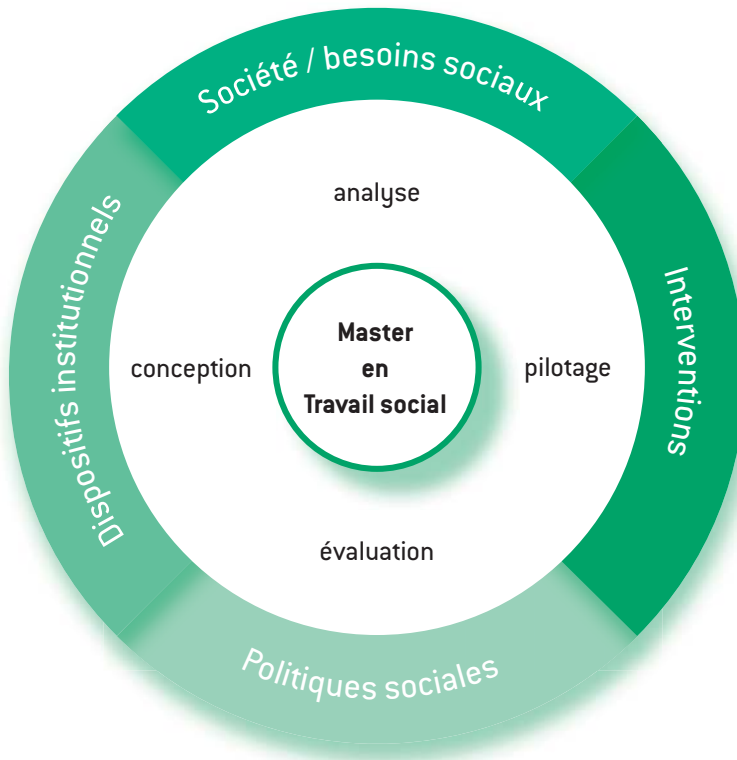 Société / besoins sociaux
analyse
Dispositifs institutionnels
conception
Master
en
Travail social
pilotage
Interventions
évaluation
Politiques sociales